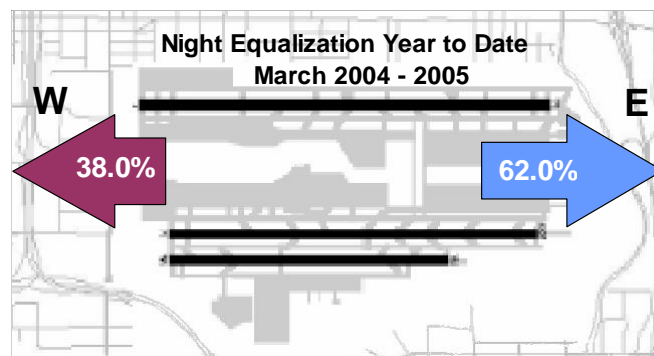 Night Equalization Year to Date
March 2004 - 2005
W
E
38.0%
62.0%